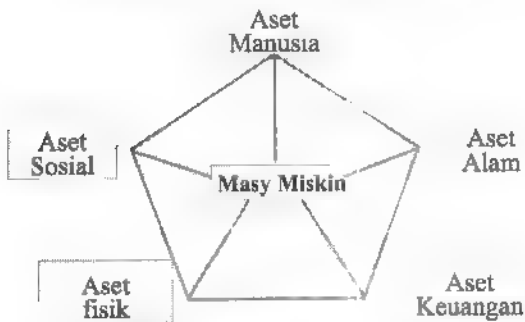 Aset
Manusia
Aset
Sosial
Aset
Alam
Masy Miskin
Aset
fisik
Aset
Keuangan